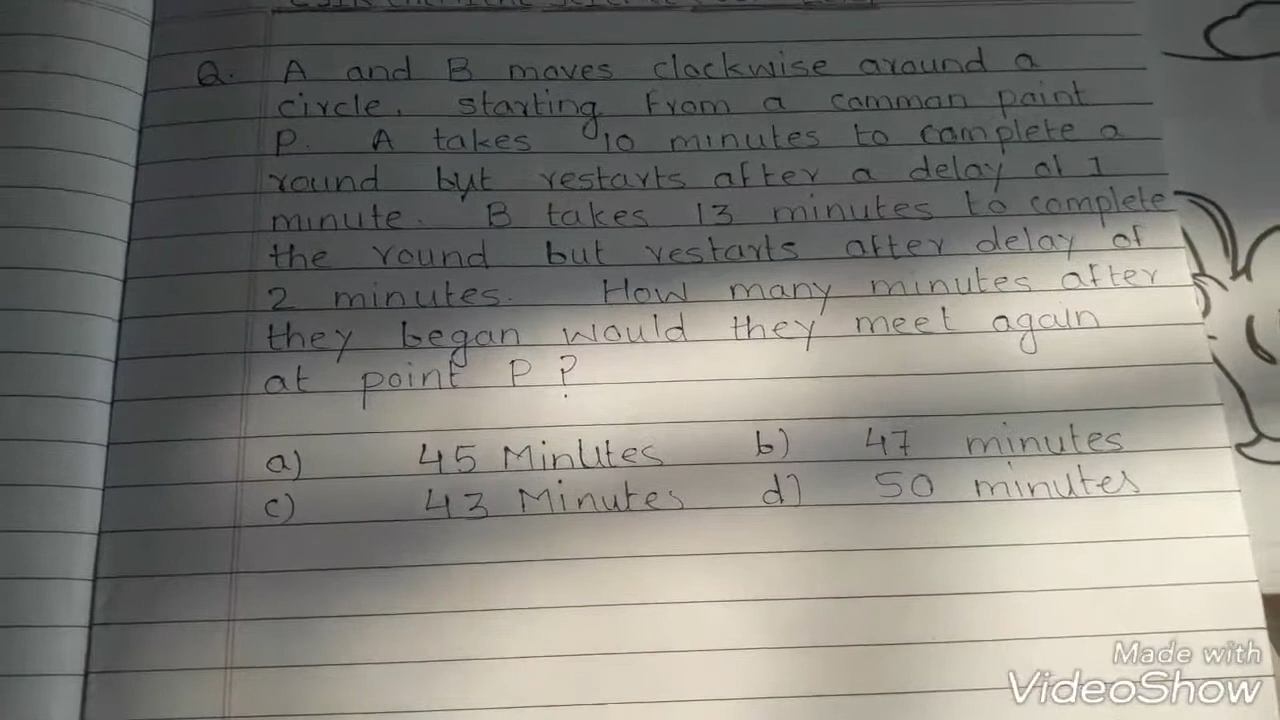 Q. A and B moves clockwise around a
circle, starting from a common point
P. A takes 10 minutes to complete a
round but restarts after a delay of 1
minute. B takes 13 minutes to complete
the round but restarts after delay of
2 minutes. How many minutes after
they began would they meet again
at point P?
a) 45 Minutes b) 47 minutes
c) 43 Minutes d) 50 minutes
Made with
VideoShow